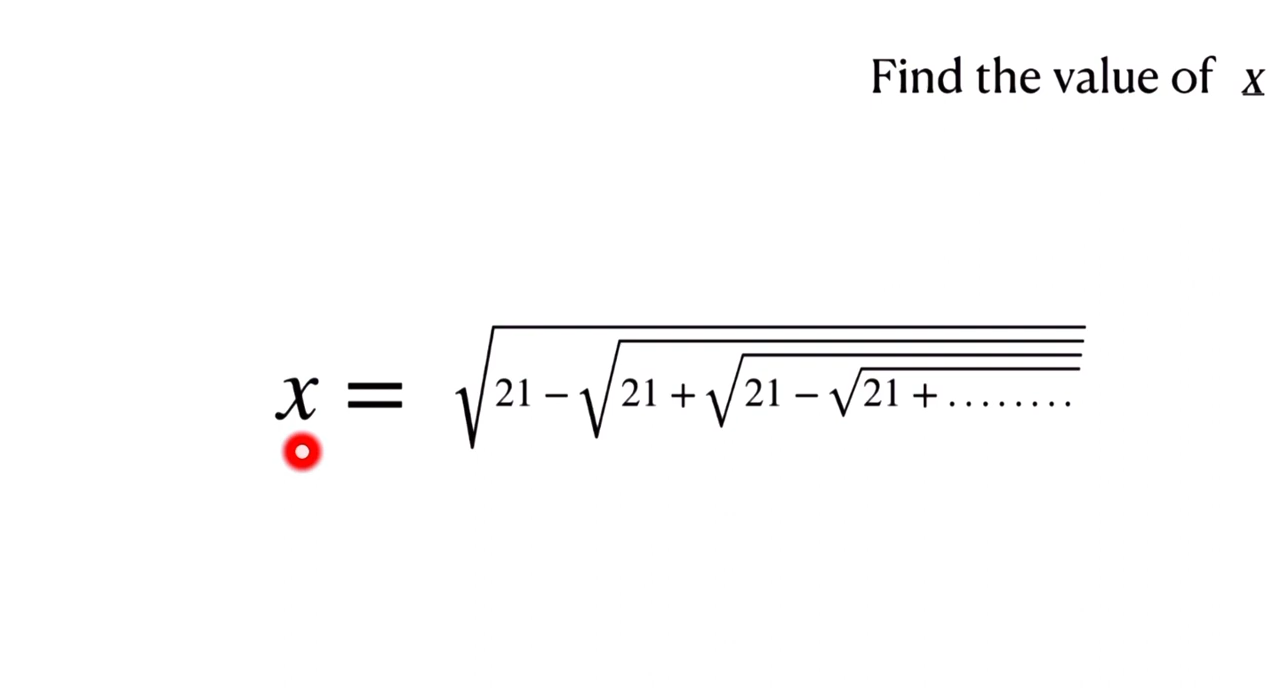 Find the value of x
x = √21 − √21 + √21 − √21 + ........